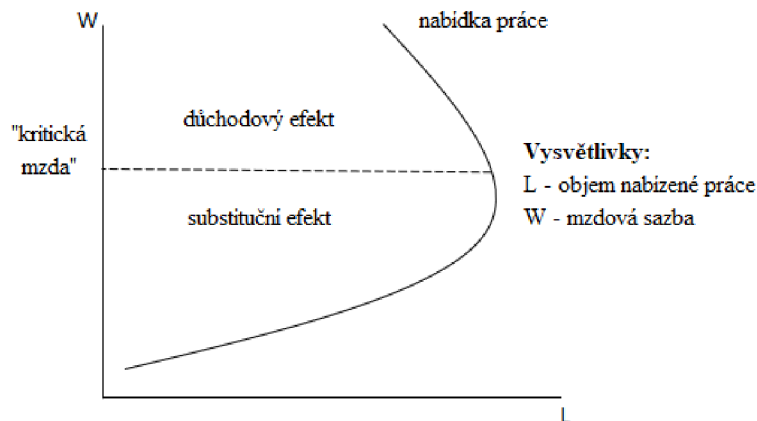 W
nabídka práce
důchodový efekt
"kritická
mzda"
Vysvětlivky:
L - objem nabízené práce
substituční efekt
W - mzdová sazba
L